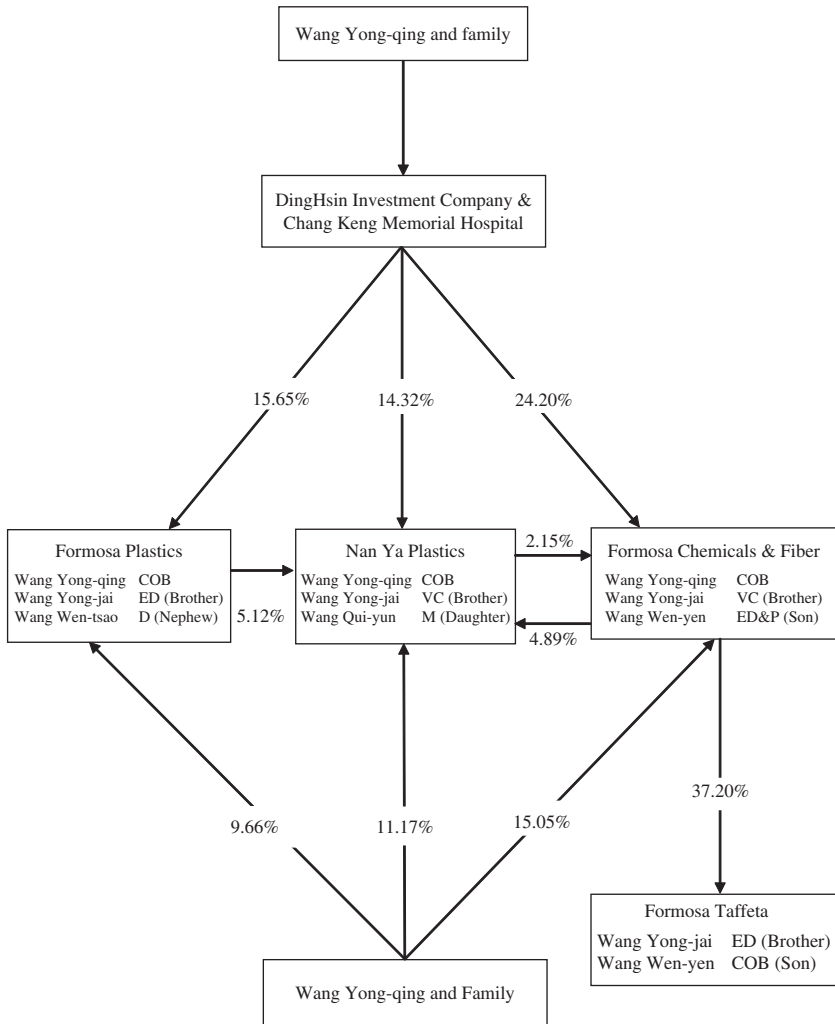 Wang Yong-qing and family
DingHsin Investment Company &
Chang Keng Memorial Hospital
15.65%
14.32%
24.20%
Formosa Plastics
Wang Yong-qing COB
Wang Yong-jai ED (Brother)
Wang Wen-tsao D (Nephew)
5.12%
Nan Ya Plastics
Wang Yong-qing COB
Wang Yong-jai VC (Brother)
Wang Qui-yun M (Daughter)
2.15%
4.89%
Formosa Chemicals & Fiber
Wang Yong-qing COB
Wang Yong-jai VC (Brother)
Wang Wen-yen ED&P (Son)
9.66%
11.17%
15.05%
37.20%
Formosa Taffeta
Wang Yong-jai ED (Brother)
Wang Wen-yen COB (Son)
Wang Yong-qing and Family